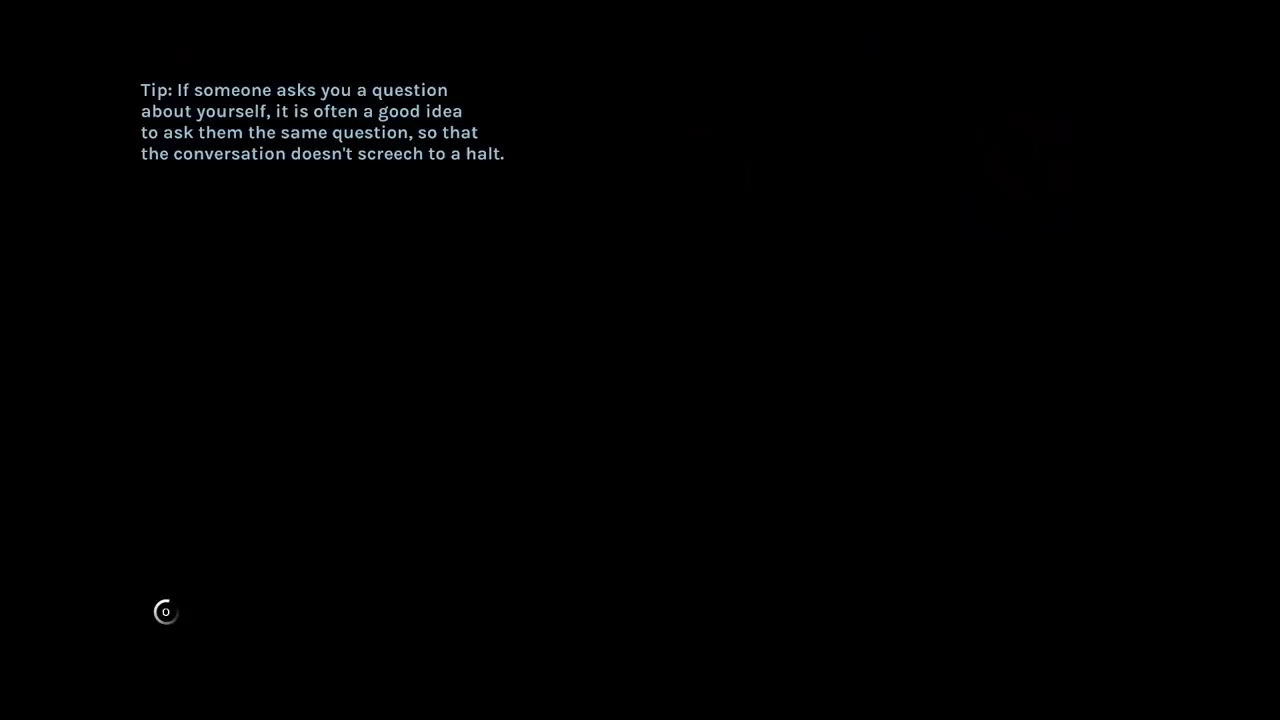 Tip: If someone asks you a question
about yourself, it is often a good idea
to ask them the same question, so that
the conversation doesn't screech to a halt.
0